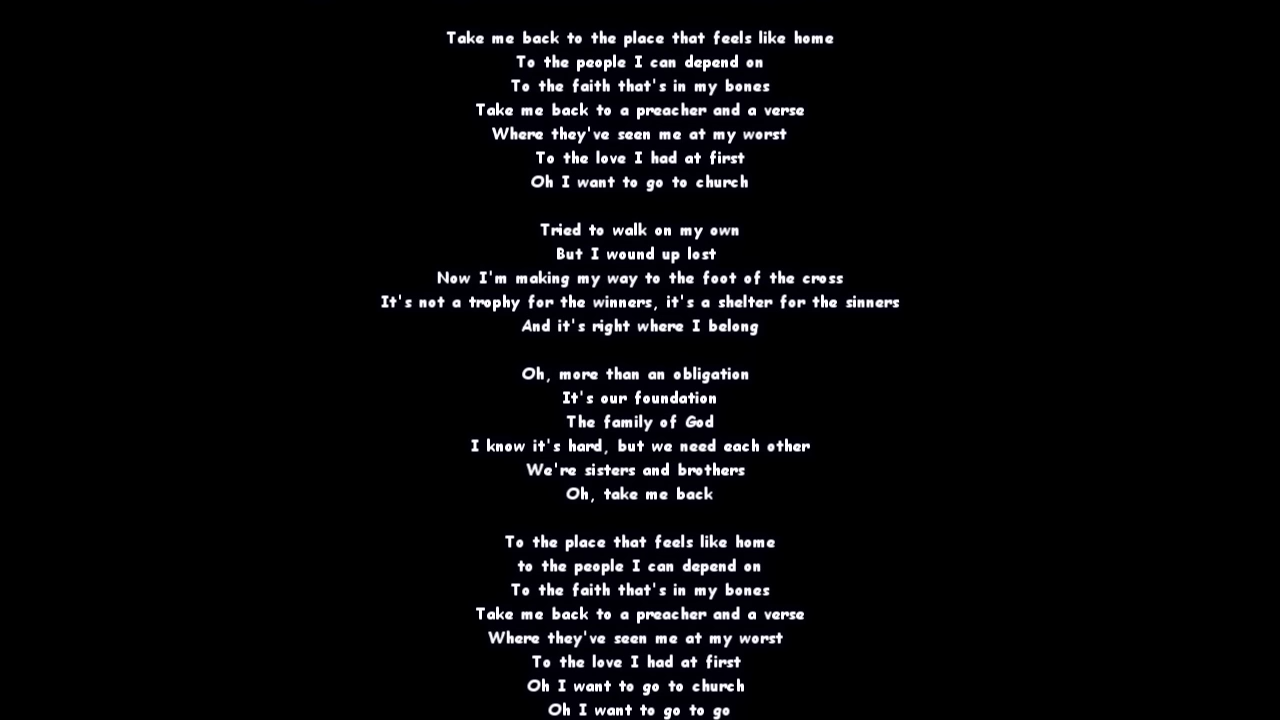 Take me back to the place that feels like home
To the people I can depend on
To the faith that's in my bones
Take me back to a preacher and a verse
Where they've seen me at my worst
To the love I had at first
Oh I want to go to church
Tried to walk on my own
But I wound up lost
Now I'm making my way to the foot of the cross
It's not a trophy for the winners, it's a shelter for the sinners
And it's right where I belong
Oh, more than an obligation
It's our foundation
The family of God
I know it's hard, but we need each other
We're sisters and brothers
Oh, take me back
To the place that feels like home
to the people I can depend on
To the faith that's in my bones
Take me back to a preacher and a verse
Where they've seen me at my worst
To the love I had at first
Oh I want to go to church
Oh I want to go to go